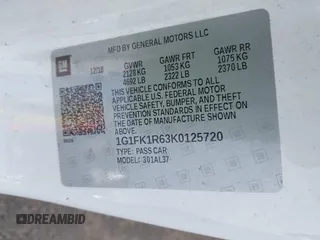 MFD BY GENERAL MOTORS LLC
GM
12/18
GVWR GAWR FRT GAWR RR
2128 KG 1053 KG 1075 KG
4692 LB 2322 LB 2370 LB
THIS VEHICLE CONFORMS TO ALL
APPLICABLE U.S. FEDERAL MOTOR
VEHICLE SAFETY, BUMPER, AND
THEFT PREVENTION STANDARDS
IN EFFECT ON THE DATE OF
MANUFACTURE SHOWN ABOVE.
1G1FK1R63K0125720
TYPE: PASS CAR
MODEL: 301AL37
DREAMBID